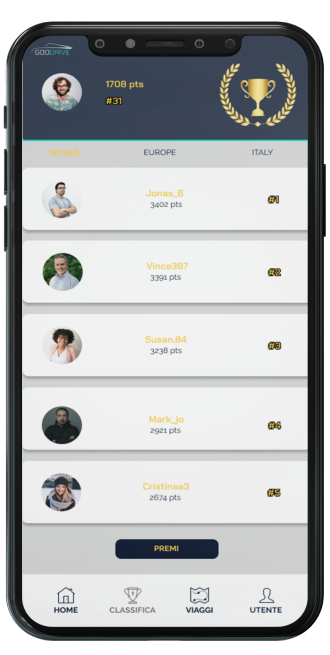 GOODRIVE
1708 pts
#31
WORLD EUROPE ITALY
Jonas_6
3402 pts
#1
Vince387
3391 pts
#2
Susan.84
3238 pts
#3
Mark_jo
2921 pts
#4
Cristinaa3
2674 pts
#5
PREMI
HOME CLASSIFICA VIAGGI UTENTE